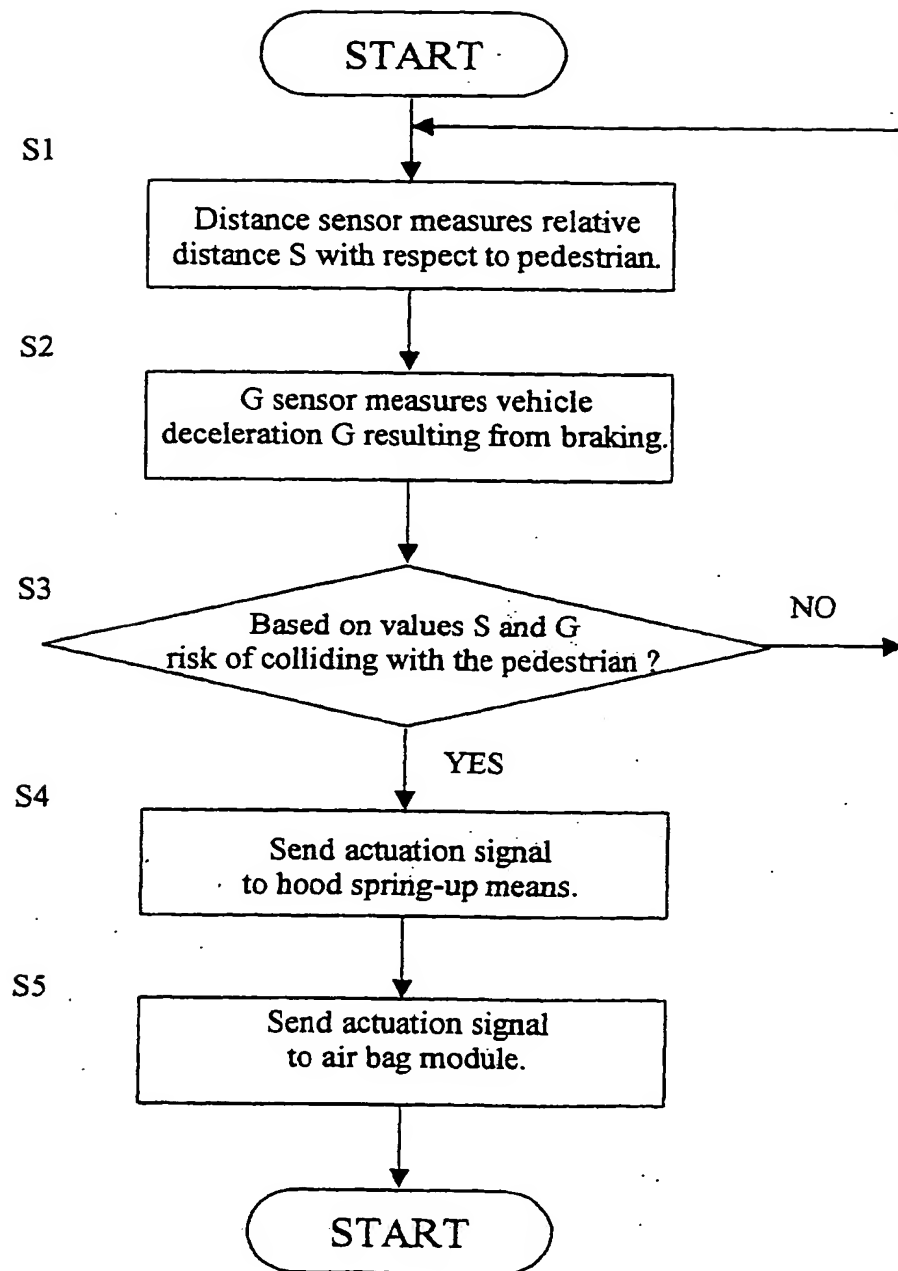 START
S1
Distance sensor measures relative
distance S with respect to pedestrian.
S2
G sensor measures vehicle
deceleration G resulting from braking.
S3
Based on values S and G
risk of colliding with the pedestrian ?
NO
YES
S4
Send actuation signal
to hood spring-up means.
S5
Send actuation signal
to air bag module.
START